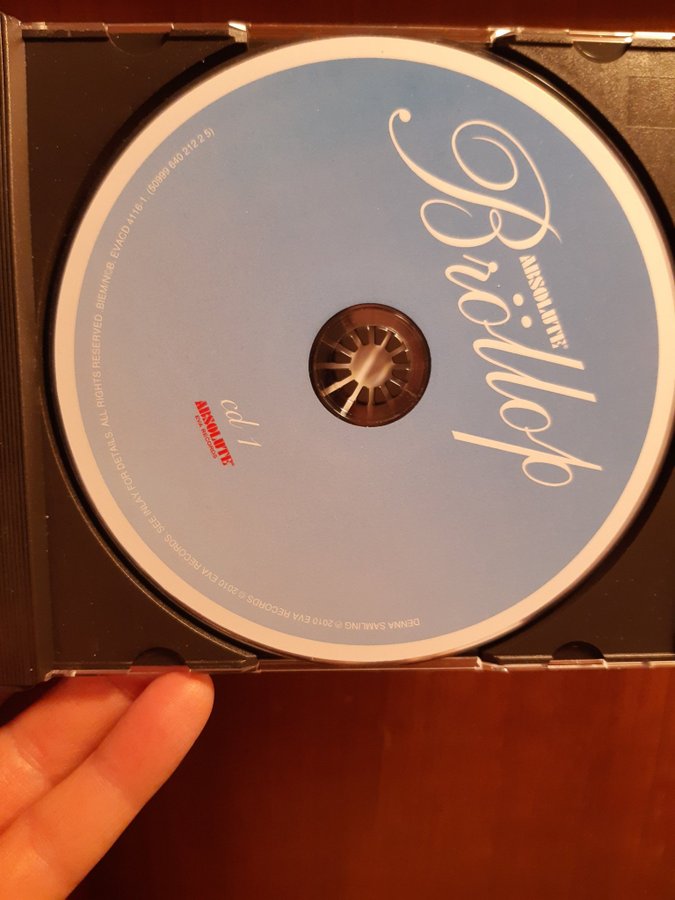 ABSOLUTE
Bröllop
cd 1
ABSOLUTE
EVA RECORDS
DENNA SAMLING ℗ 2010 EVA RECORDS © 2010 EVA RECORDS. SEE INLAY FOR DETAILS. ALL RIGHTS RESERVED. BIEM/N©B. EVACD 4116-1 (50999 640 212 2 5)